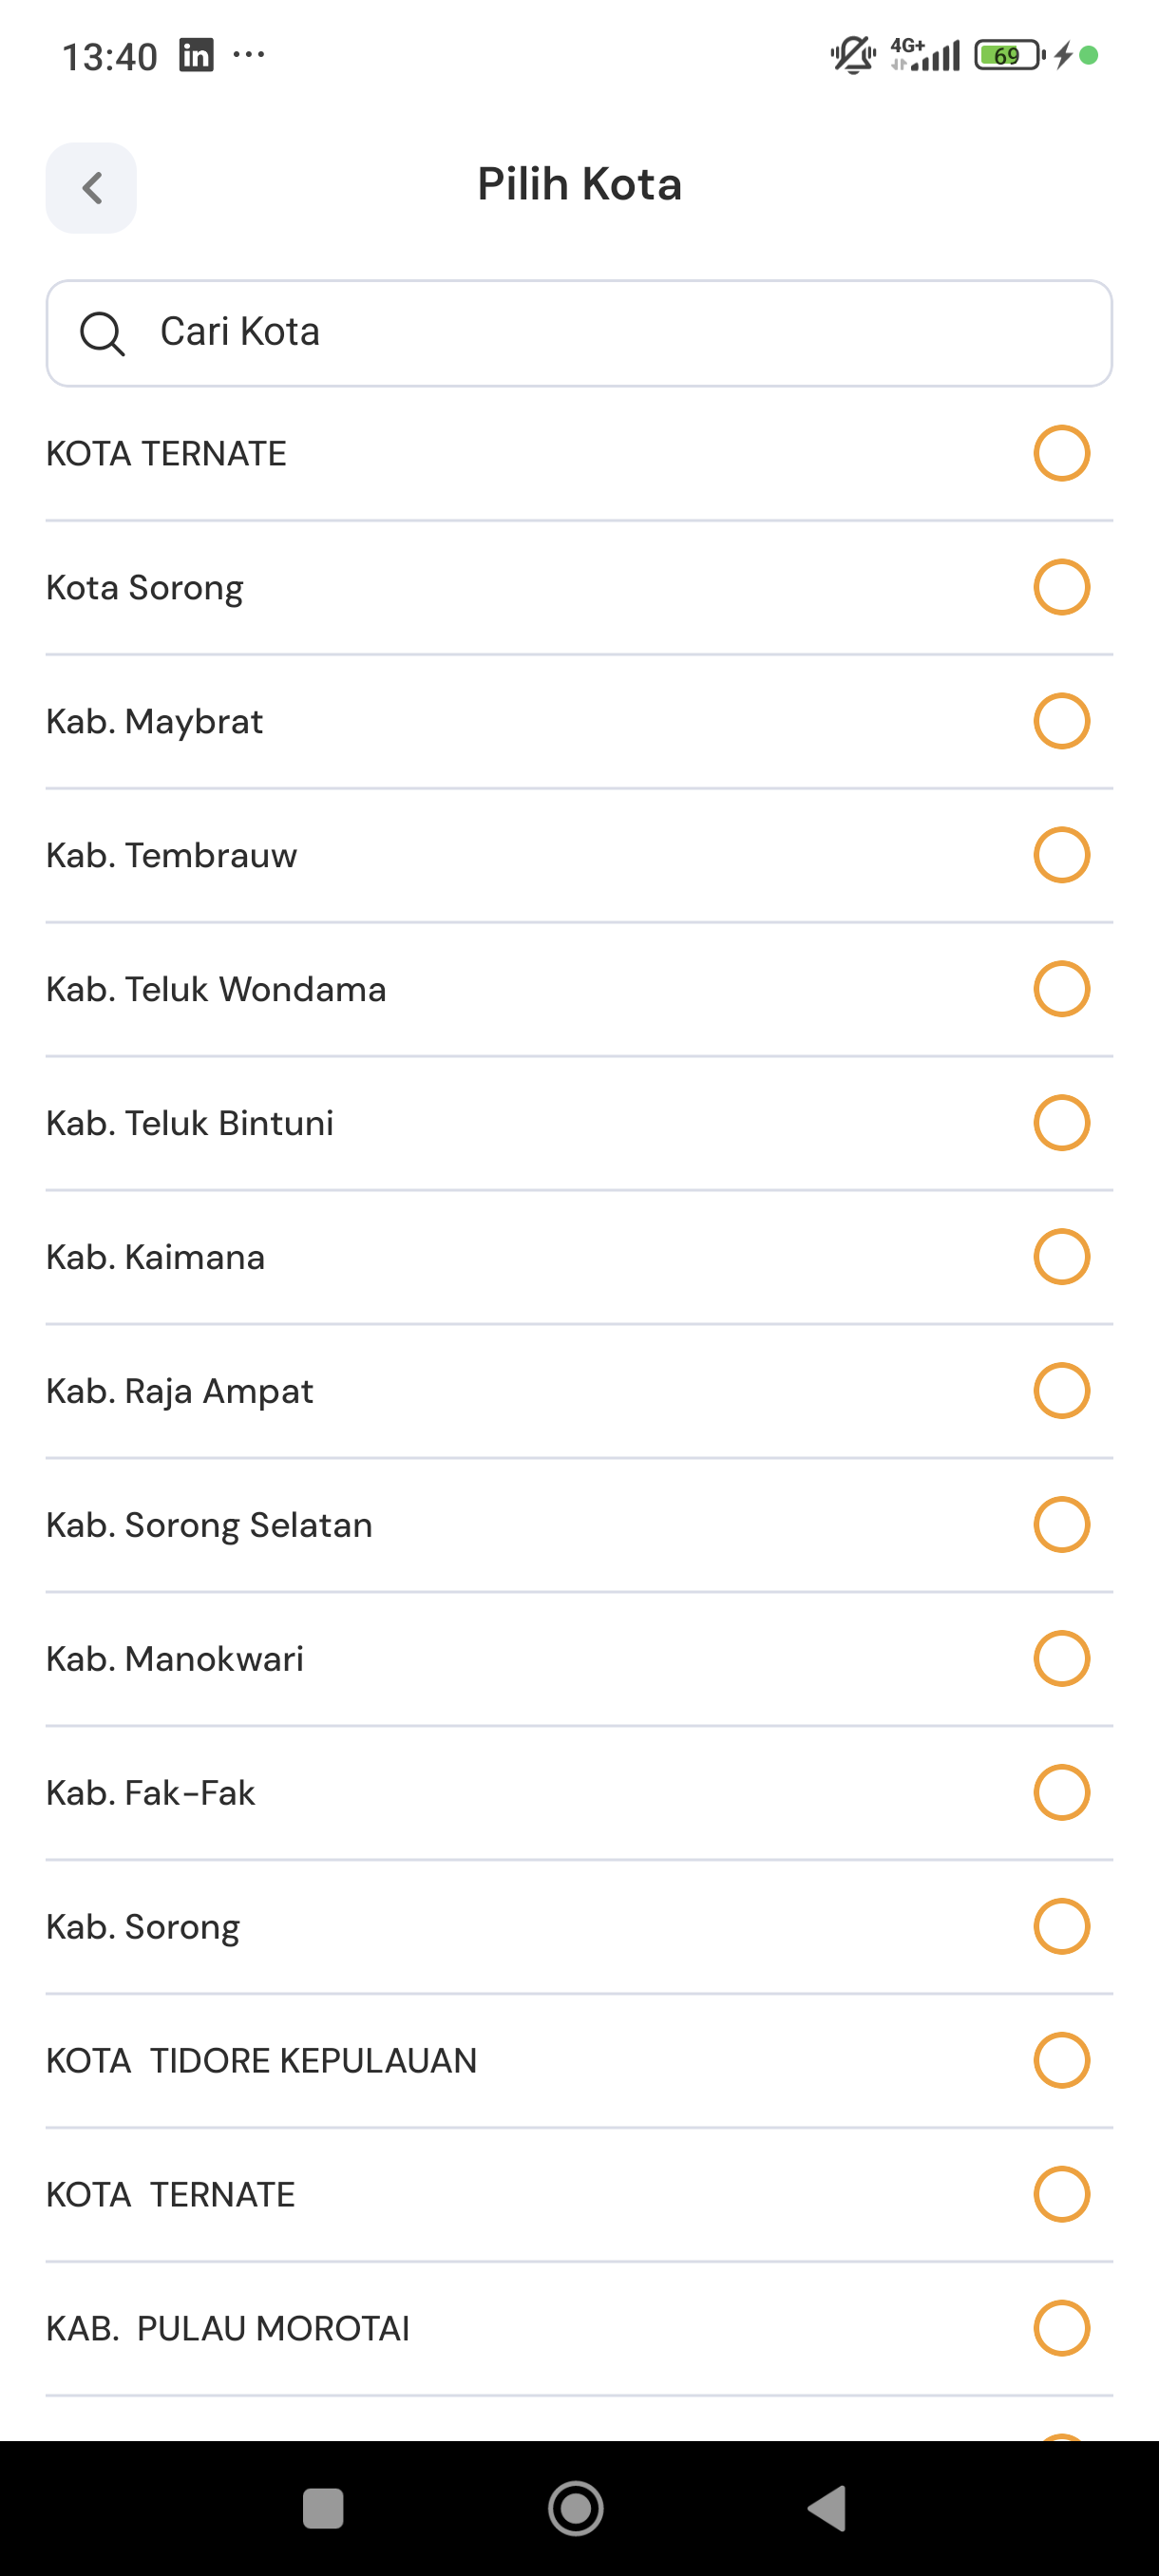 13:40 in ...
4G+ 69
Pilih Kota
Cari Kota
KOTA TERNATE
Kota Sorong
Kab. Maybrat
Kab. Tembrauw
Kab. Teluk Wondama
Kab. Teluk Bintuni
Kab. Kaimana
Kab. Raja Ampat
Kab. Sorong Selatan
Kab. Manokwari
Kab. Fak-Fak
Kab. Sorong
KOTA  TIDORE KEPULAUAN
KOTA  TERNATE
KAB.  PULAU MOROTAI